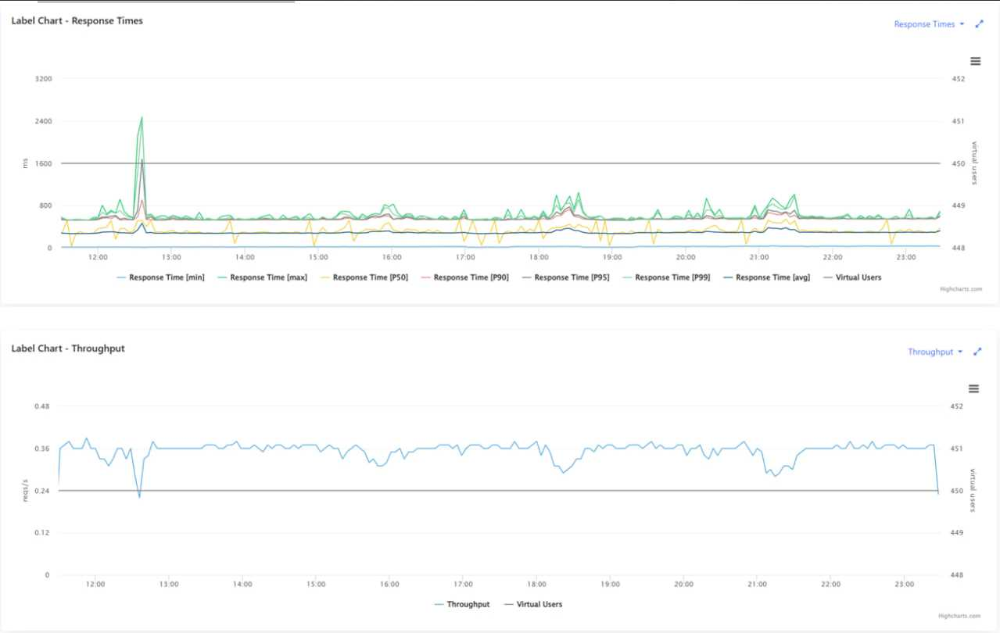 Label Chart - Response Times
Response Times
3200 452
2400 451
ms 1600 450 virtual users
800 449
0 448
12:00 13:00 14:00 15:00 16:00 17:00 18:00 19:00 20:00 21:00 22:00 23:00
Response Time [min] Response Time [max] Response Time [P50] Response Time [P90] Response Time [P95] Response Time [P99] Response Time [avg] Virtual Users
Highcharts.com
Label Chart - Throughput
Throughput
0.48 452
0.36 451
reqs/s 0.24 450 virtual users
0.12 449
0 448
12:00 13:00 14:00 15:00 16:00 17:00 18:00 19:00 20:00 21:00 22:00 23:00
Throughput Virtual Users
Highcharts.com